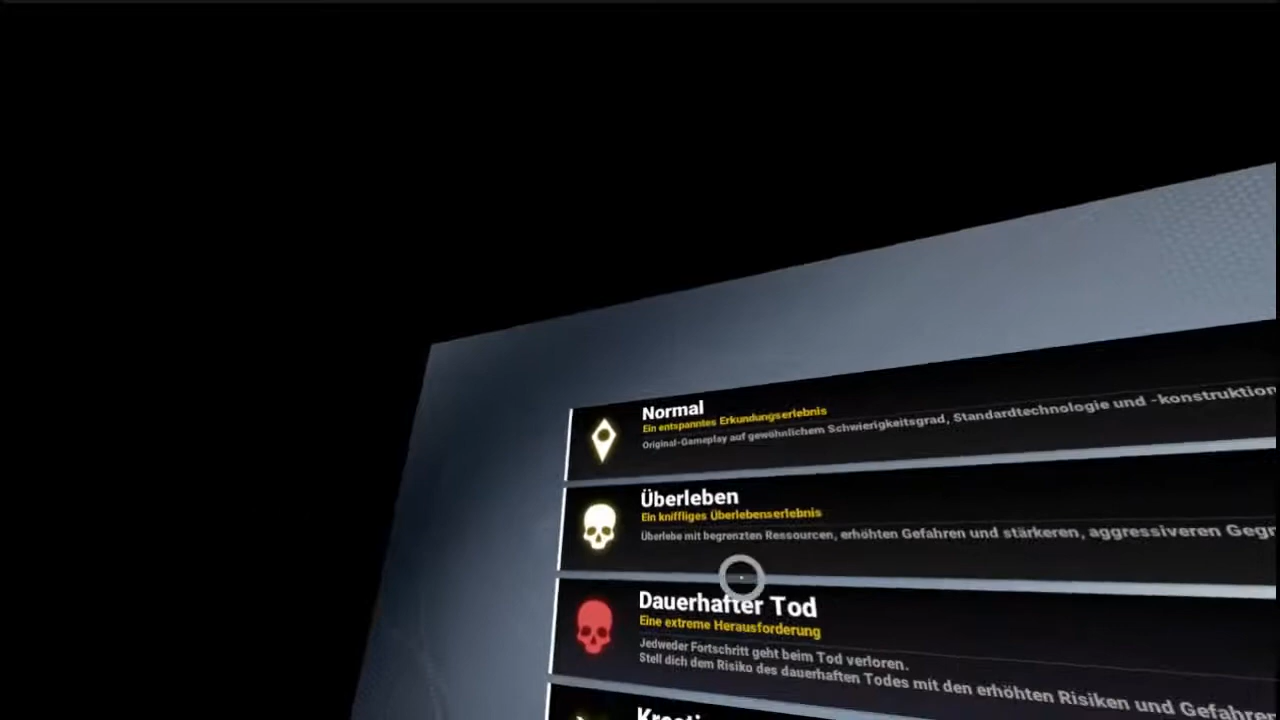 Normal
Ein entspanntes Erkundungserlebnis
Original-Gameplay auf gewöhnlichem Schwierigkeitsgrad, Standardtechnologie und -konstruktion
Überleben
Ein kniffliges Überlebenserlebnis
Überlebe mit begrenzten Ressourcen, erhöhten Gefahren und stärkeren, aggressiveren Gegn
Dauerhafter Tod
Eine extreme Herausforderung
Jedweder Fortschritt geht beim Tod verloren.
Stell dich dem Risiko des dauerhaften Todes mit den erhöhten Risiken und Gefahren